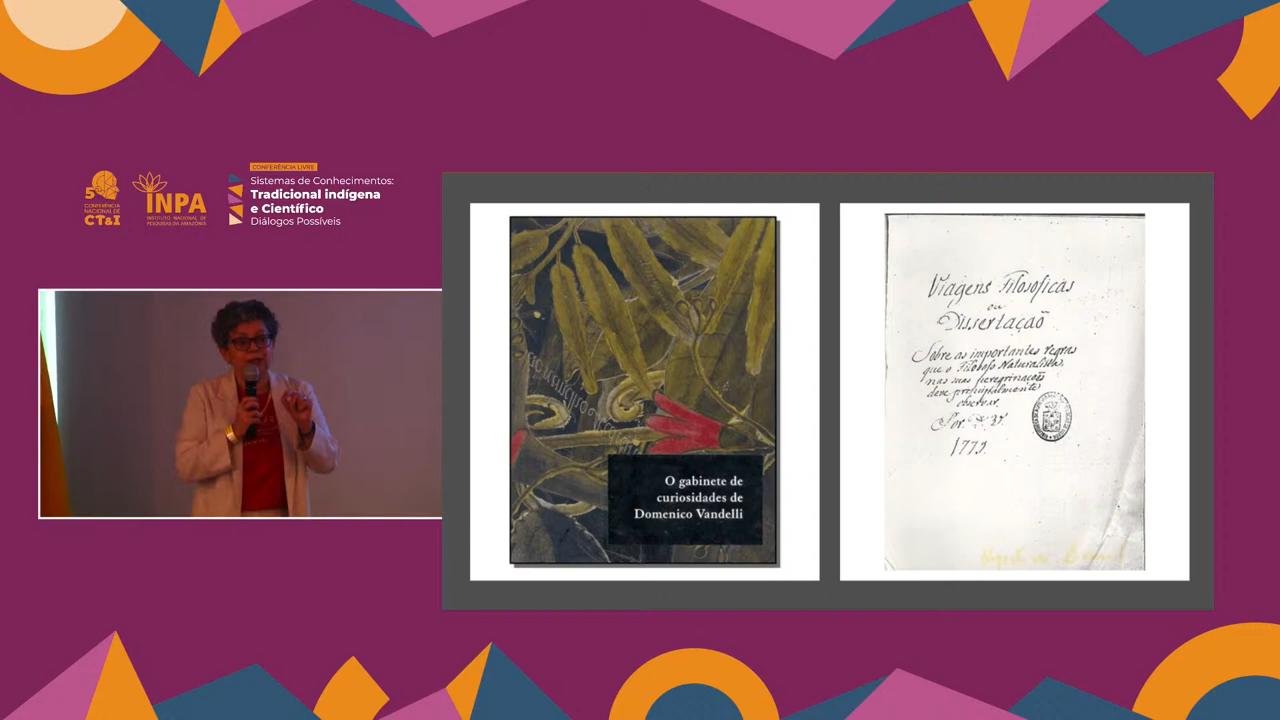 CONFERÊNCIA LIVRE
Sistemas de Conhecimentos:
Tradicional indígena
e Científico
Diálogos Possíveis
5
CONFERÊNCIA
NACIONAL DE
CT&I
INPA
INSTITUTO NACIONAL DE
PESQUISAS DA AMAZÔNIA
O gabinete de
curiosidades de
Domenico Vandelli
Viagens Filosoficas
ou
Dissertação
Sobre as importantes regras
que o Filosofo Naturalista,
nas suas peregrinações
deve principalmente
observar.
Por